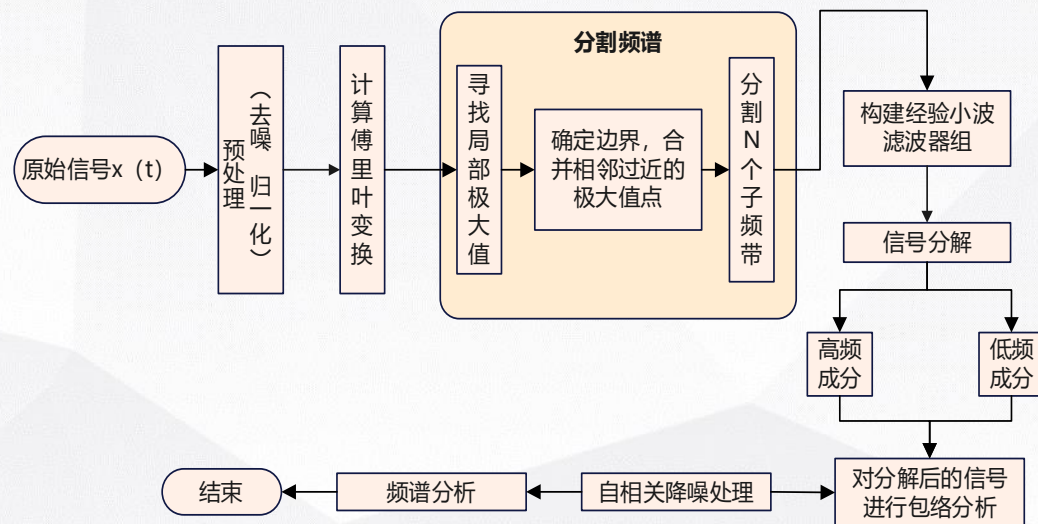 原始信号x（t）
预处理
（去噪 归一化）
计算傅里叶变换
分割频谱
寻找局部极大值
确定边界，合
并相邻过近的
极大值点
分割N个子频带
构建经验小波
滤波器组
信号分解
高频
成分
低频
成分
对分解后的信号
进行包络分析
自相关降噪处理
频谱分析
结束